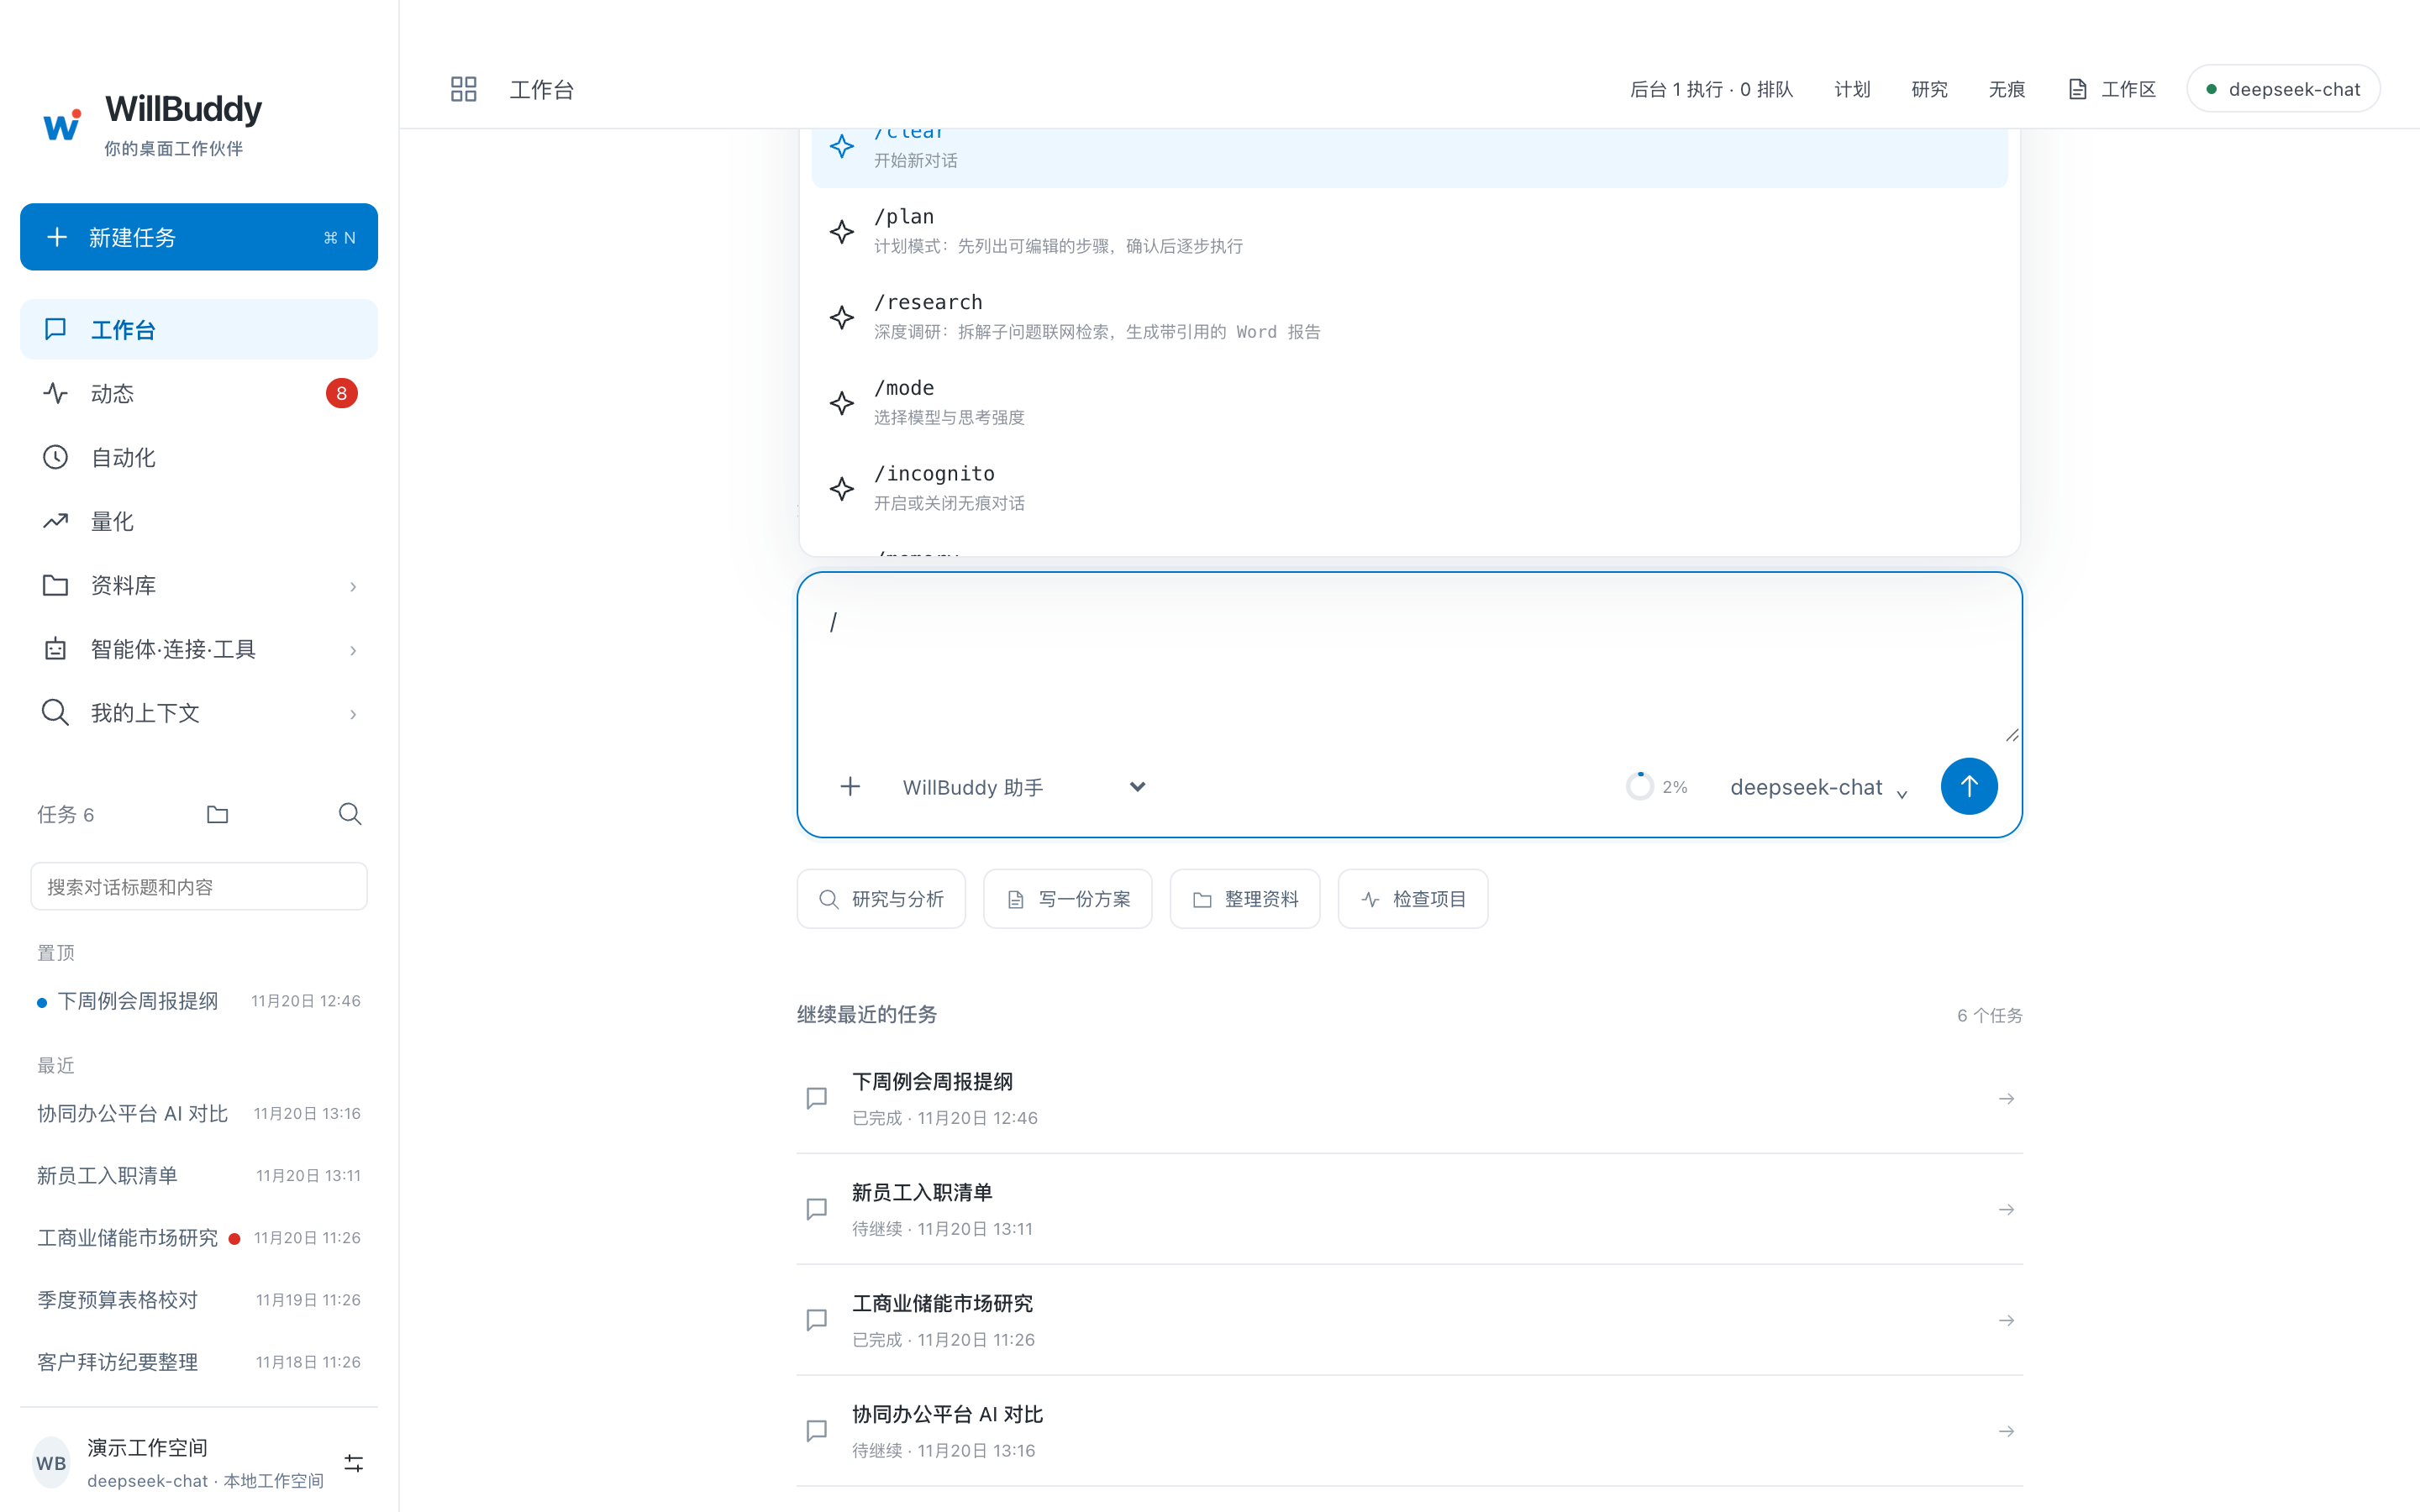 WillBuddy
你的桌面工作伙伴
新建任务 ⌘ N
工作台
动态 8
自动化
量化
资料库
智能体·连接·工具
我的上下文
任务 6
搜索对话标题和内容
置顶
下周例会周报提纲 11月20日 12:46
最近
协同办公平台 AI 对比 11月20日 13:16
新员工入职清单 11月20日 13:11
工商业储能市场研究 11月20日 11:26
季度预算表格校对 11月19日 11:26
客户拜访纪要整理 11月18日 11:26
WB
演示工作空间
deepseek-chat · 本地工作空间
工作台
后台 1 执行 · 0 排队 计划 研究 无痕 工作区 deepseek-chat
/clear
开始新对话
/plan
计划模式：先列出可编辑的步骤，确认后逐步执行
/research
深度调研：拆解子问题联网检索，生成带引用的 Word 报告
/mode
选择模型与思考强度
/incognito
开启或关闭无痕对话
/
WillBuddy 助手 2% deepseek-chat
研究与分析 写一份方案 整理资料 检查项目
继续最近的任务 6 个任务
下周例会周报提纲
已完成 · 11月20日 12:46
新员工入职清单
待继续 · 11月20日 13:11
工商业储能市场研究
已完成 · 11月20日 11:26
协同办公平台 AI 对比
待继续 · 11月20日 13:16